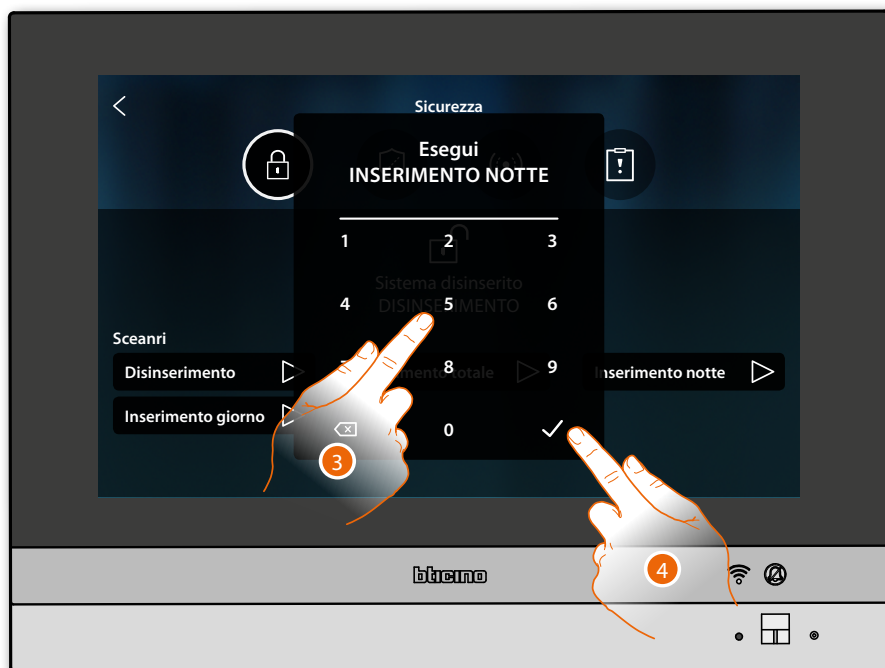 Sicurezza
Esegui
INSERIMENTO NOTTE
1 2 3
Sistema disinserito
DISINSERIMENTO
4 5 6
Sceanri
Disinserimento
totale
8 9
Inserimento notte
Inserimento giorno
0
3
4
bticino